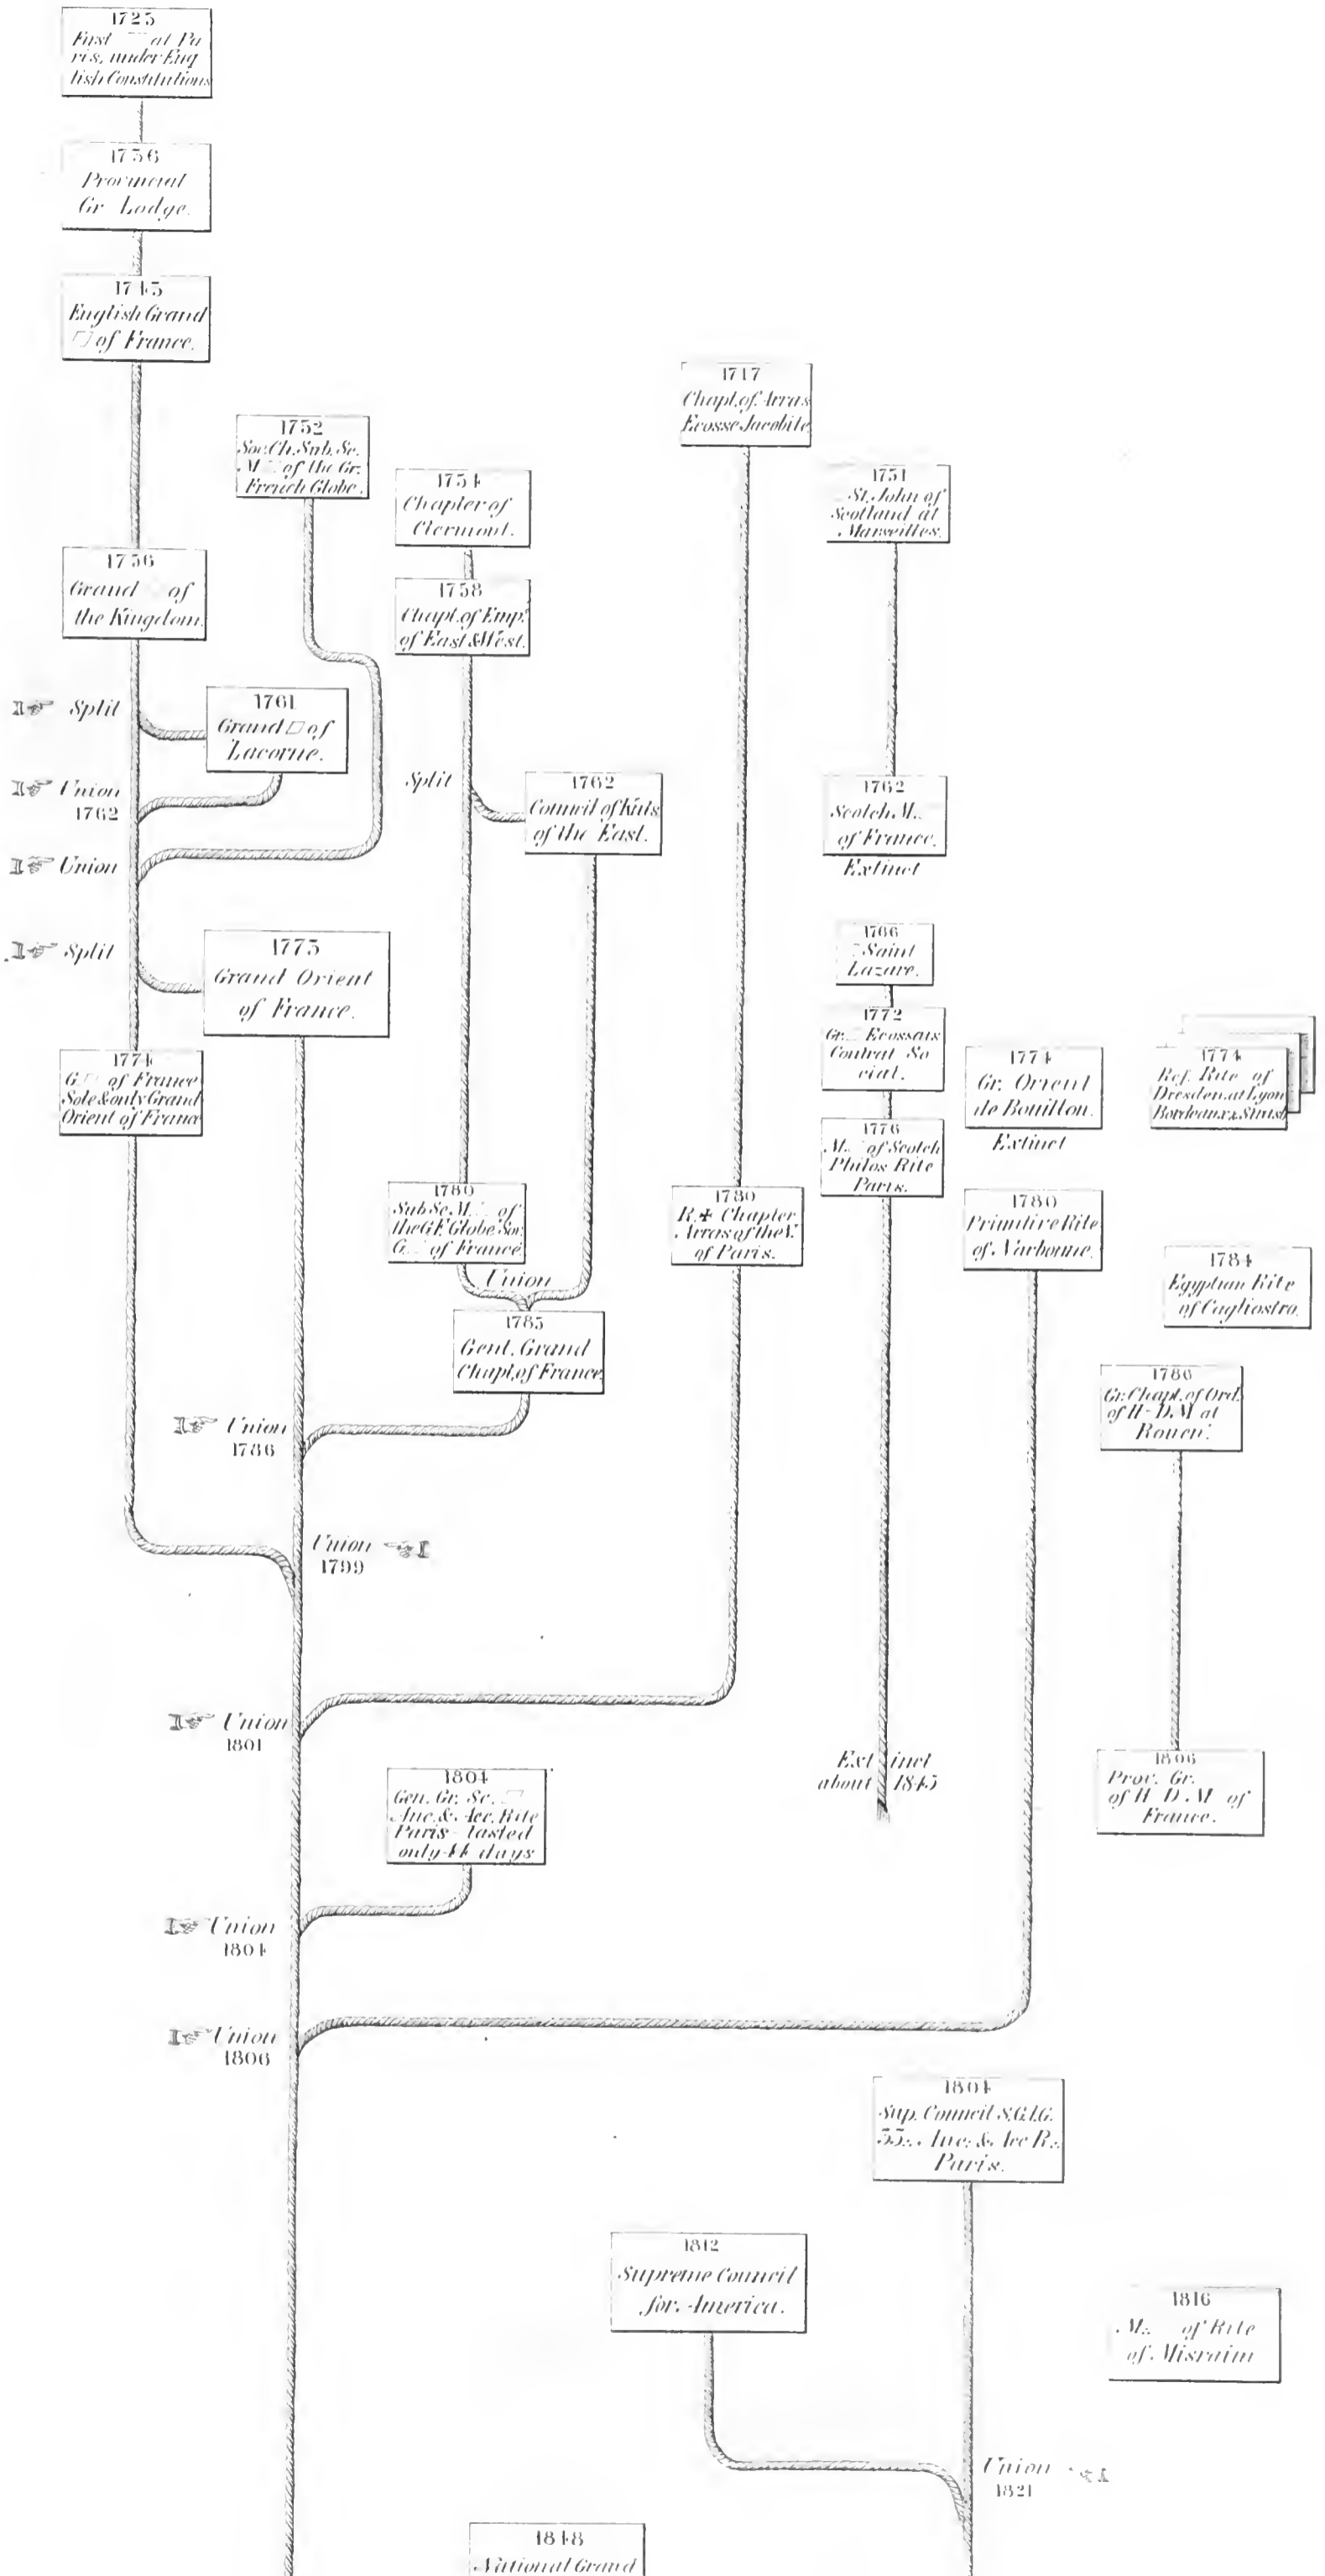 1725
First □ at Pa
ris, under Eng
lish Constitutions
1736
Provincial
Gr Lodge.
1743
English Grand
□ of France.
1756
Grand □ of
the Kingdom.
1752
Sov. Ch. Sub. Sc.
M □ of the Gr.
French Globe.
1754
Chapter of
Clermont.
1758
Chapt. of Emp.s
of East & West.
1717
Chapt. of Arras
Ecosse Jacobite.
1751
□ St. John of
Scotland at
Marseilles.
Split
1761
Grand □ of
Lacorne.
Union
1762
Union
Split
1762
Council of Knts
of the East.
1762
Scotch M. □
of France.
Extinct
Split
1773
Grand Orient
of France.
1766
□ Saint
Lazare.
1772
Gr. □ Ecossais
Contrat So
cial.
1776
M. □ of Scotch
Philos Rite
Paris.
1774
Gr. Orient
de Bouillon.
Extinct
1774
Ref. Rite of
Dresden, at Lyon
Bordeaux & Strasb
1774
G. □ of France
Sole & only Grand
Orient of France
1780
Sub Sc. M. □ of
the G.F. Globe Sov.
G. □ of France
1780
R. ✠ Chapter
Arras of the V.
of Paris.
1780
Primitive Rite
of Narbonne.
1784
Egyptian Rite
of Cagliostro.
Union
1785
Genl. Grand
Chapt. of France.
1786
Gr. Chapt. of Ord.
of H-D.M at
Rouen.
Union
1786
Union
1799
Union
1801
1804
Gen. Gr. Sc. □
Anc. & Acc. Rite
Paris - lasted
only 44 days
Extinct
about 1845
1806
Prov. Gr.
of H-D.M of
France.
Union
1804
Union
1806
1804
Sup. Council S.G.I.G.
33.. Anc: & Acc R..
Paris.
1812
Supreme Council
for America.
1816
M. □ of Rite
of Misraim
Union
1821
1848
National Grand